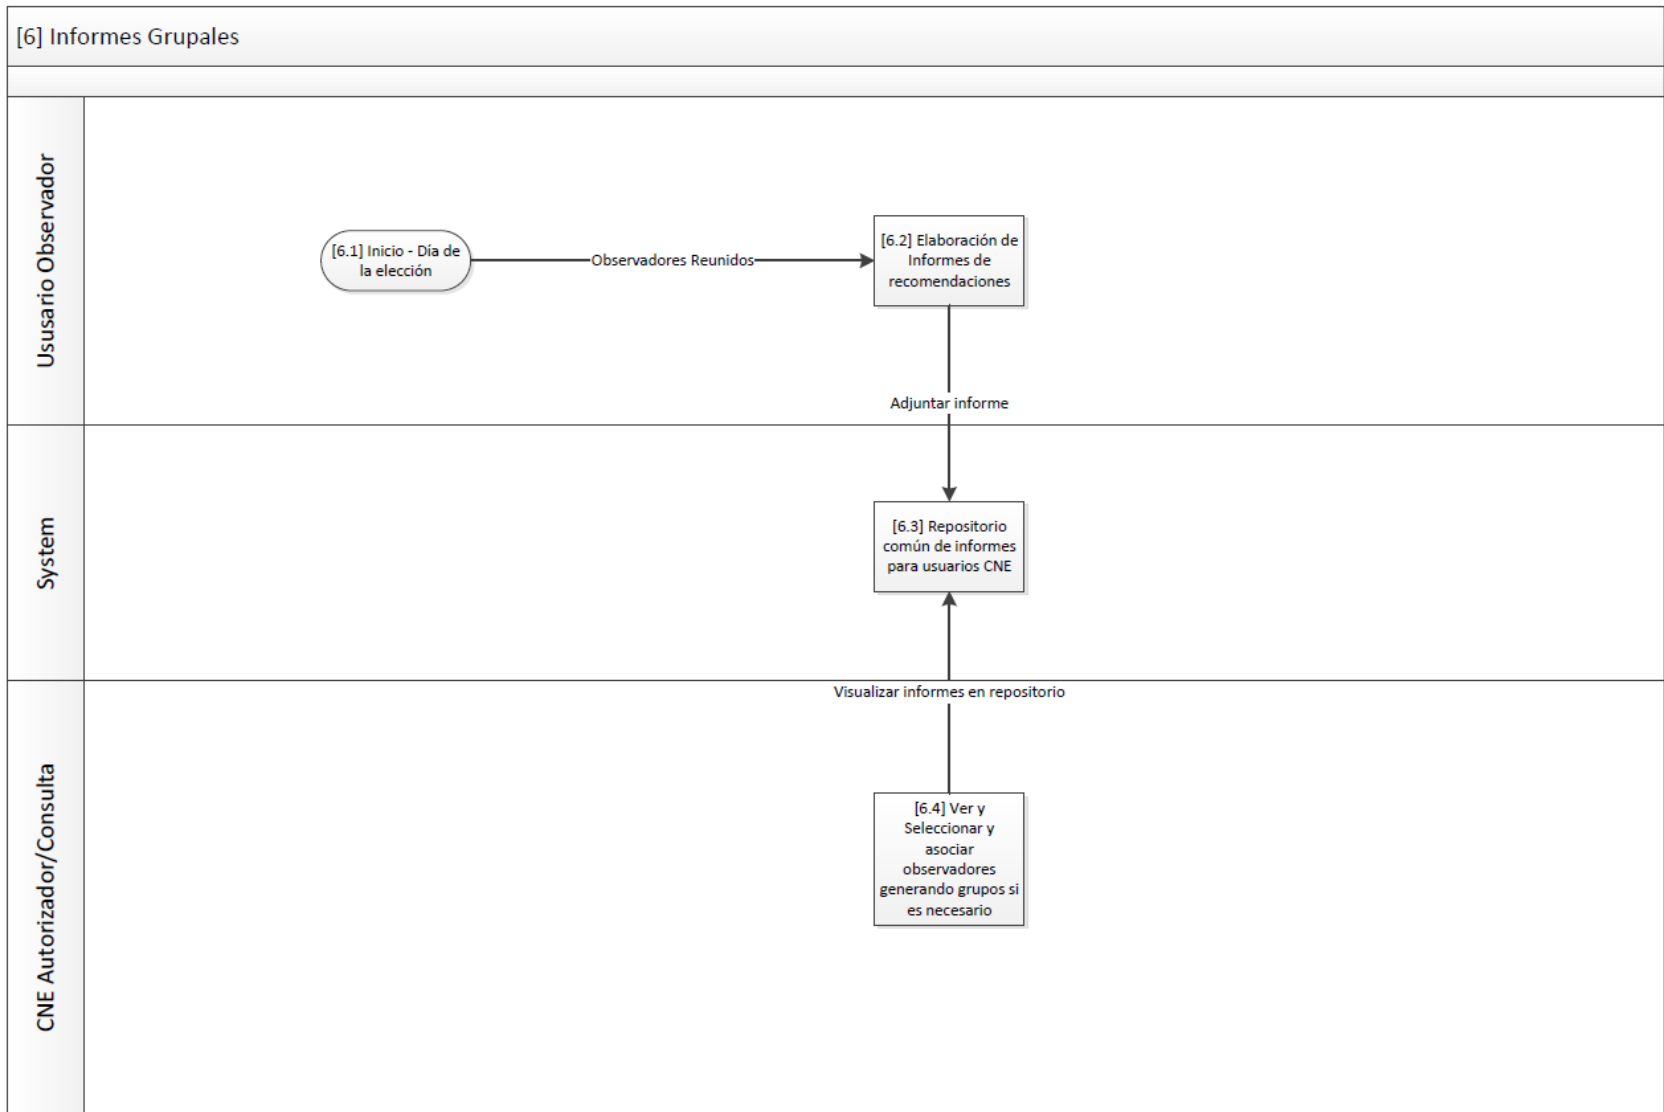 [6] Informes Grupales
Ususario Observador
[6.1] Inicio - Día de
la elección
Observadores Reunidos
[6.2] Elaboración de
Informes de
recomendaciones
Adjuntar informe
System
[6.3] Repositorio
común de informes
para usuarios CNE
Visualizar informes en repositorio
CNE Autorizador/Consulta
[6.4] Ver y
Seleccionar y
asociar
observadores
generando grupos si
es necesario